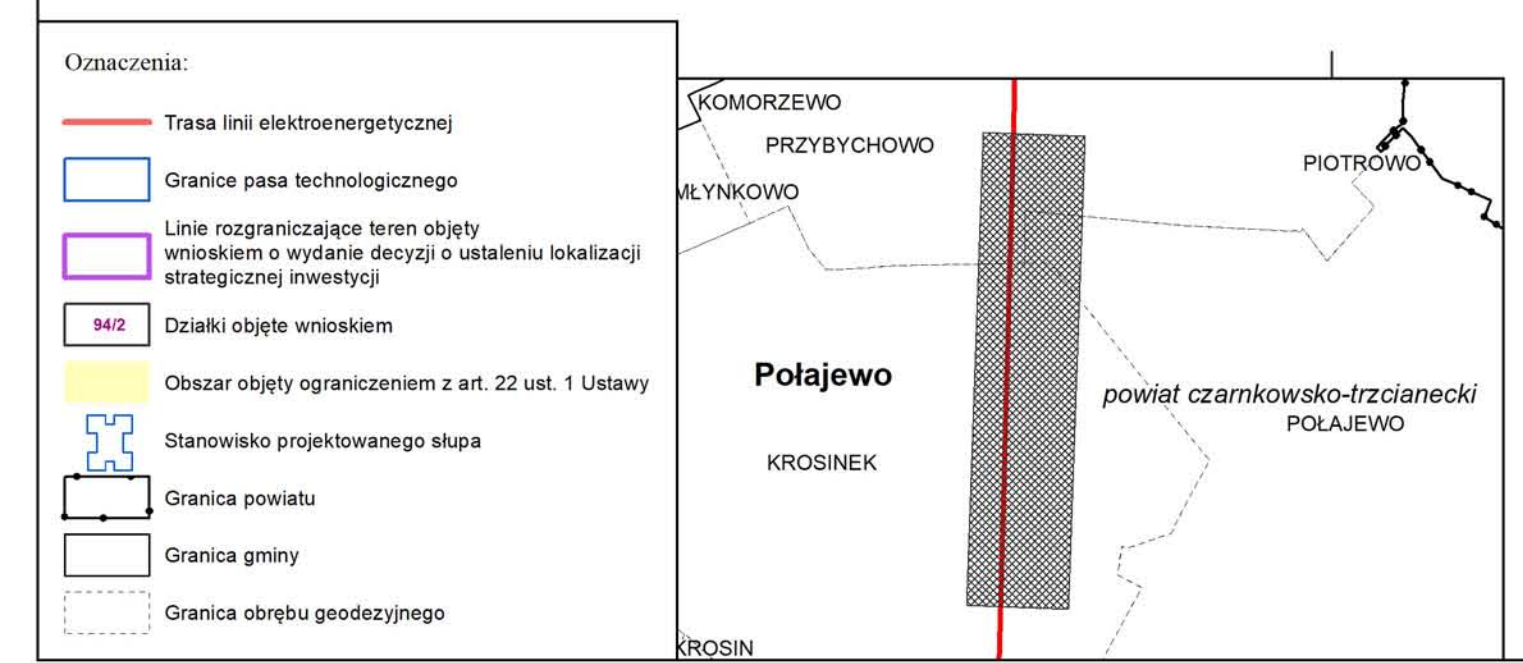 Oznaczenia:
Trasa linii elektroenergetycznej
Granice pasa technologicznego
Linie rozgraniczające teren objęty
wnioskiem o wydanie decyzji o ustaleniu lokalizacji
strategicznej inwestycji
94/2 Działki objęte wnioskiem
Obszar objęty ograniczeniem z art. 22 ust. 1 Ustawy
Stanowisko projektowanego słupa
Granica powiatu
Granica gminy
Granica obrębu geodezyjnego
KOMORZEWO
PRZYBYCHOWO
PIOTROWO
MŁYNKOWO
Połajewo
powiat czarnkowsko-trzcianecki
POŁAJEWO
KROSINEK
KROSIN